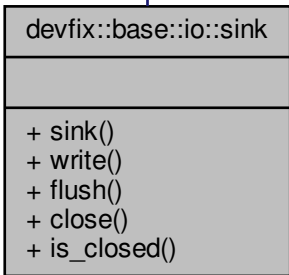 devfix::base::io::sink
+ sink()
+ write()
+ flush()
+ close()
+ is_closed()